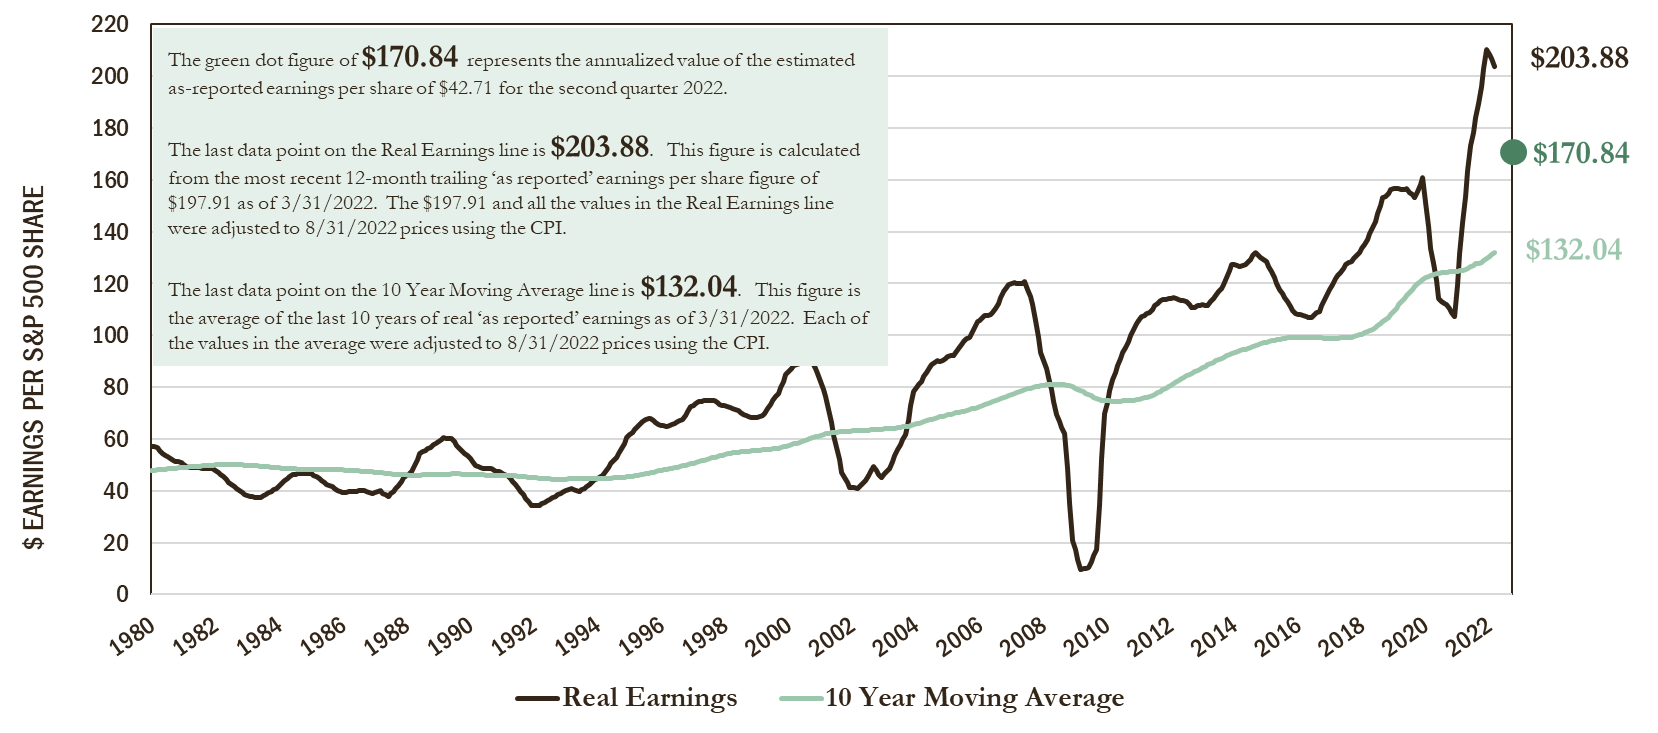 220
200
180
160
140
120
100
80
60
40
20
0
$ EARNINGS PER S&P 500 SHARE
The green dot figure of $170.84 represents the annualized value of the estimated
as-reported earnings per share of $42.71 for the second quarter 2022.
The last data point on the Real Earnings line is $203.88. This figure is calculated
from the most recent 12-month trailing ‘as reported’ earnings per share figure of
$197.91 as of 3/31/2022. The $197.91 and all the values in the Real Earnings line
were adjusted to 8/31/2022 prices using the CPI.
The last data point on the 10 Year Moving Average line is $132.04. This figure is
the average of the last 10 years of real ‘as reported’ earnings as of 3/31/2022. Each of
the values in the average were adjusted to 8/31/2022 prices using the CPI.
$203.88
$170.84
$132.04
1980 1982 1984 1986 1988 1990 1992 1994 1996 1998 2000 2002 2004 2006 2008 2010 2012 2014 2016 2018 2020 2022
Real Earnings 10 Year Moving Average